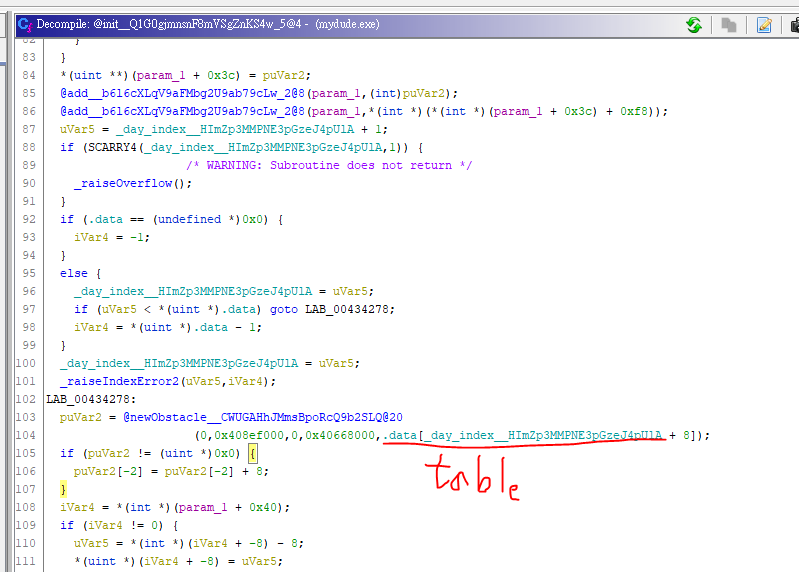 Decompile: @init__Q1G0gjmnsnF8mVSgZnKS4w_5@4 - (mydude.exe)
82 }
83 }
84 *(uint **)(param_1 + 0x3c) = puVar2;
85 @add__b6l6cXLqV9aFMbg2U9ab79cLw_2@8(param_1,(int)puVar2);
86 @add__b6l6cXLqV9aFMbg2U9ab79cLw_2@8(param_1,*(int *)(*(int *)(param_1 + 0x3c) + 0xf8));
87 uVar5 = _day_index__HImZp3MMPNE3pGzeJ4pUlA + 1;
88 if (SCARRY4(_day_index__HImZp3MMPNE3pGzeJ4pUlA,1)) {
89 /* WARNING: Subroutine does not return */
90 _raiseOverflow();
91 }
92 if (.data == (undefined *)0x0) {
93 iVar4 = -1;
94 }
95 else {
96 _day_index__HImZp3MMPNE3pGzeJ4pUlA = uVar5;
97 if (uVar5 < *(uint *).data) goto LAB_00434278;
98 iVar4 = *(uint *).data - 1;
99 }
100 _day_index__HImZp3MMPNE3pGzeJ4pUlA = uVar5;
101 _raiseIndexError2(uVar5,iVar4);
102 LAB_00434278:
103 puVar2 = @newObstacle__CWUGAHhJMmsBpoRcQ9b2SLQ@20
104 (0,0x408ef000,0,0x40668000,.data[_day_index__HImZp3MMPNE3pGzeJ4pUlA + 8]);
105 if (puVar2 != (uint *)0x0) {
106 puVar2[-2] = puVar2[-2] + 8;
107 }
table
108 iVar4 = *(int *)(param_1 + 0x40);
109 if (iVar4 != 0) {
110 uVar5 = *(int *)(iVar4 + -8) - 8;
111 *(uint *)(iVar4 + -8) = uVar5;